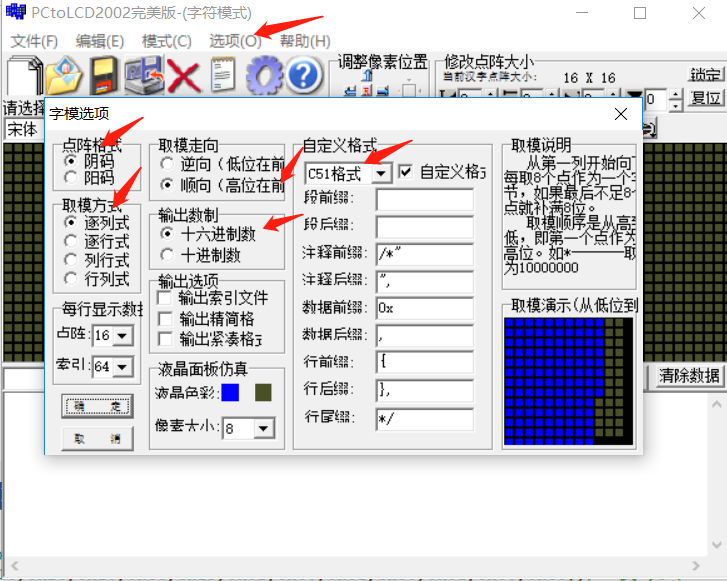 PCtoLCD2002完美版-(字符模式)
文件(F) 编辑(E) 模式(C) 选项(O) 帮助(H)
调整像素位置
修改点阵大小
当前汉字点阵大小: 16 X 16
锁定
0
复位
请选择
宋体
字模选项
点阵格式
阴码
阳码
取模方式
逐列式
逐行式
列行式
行列式
每行显示数据
点阵: 16
索引: 64
确 定
取 消
取模走向
逆向(低位在前
顺向(高位在前
输出数制
十六进制数
十进制数
输出选项
输出索引文件
输出精简格
输出紧凑格式
液晶面板仿真
液晶色彩:
像素大小: 8
自定义格式
C51格式 自定义格式
段前缀:
段后缀:
注释前缀: /*"
注释后缀: ",
数据前缀: 0x
数据后缀: ,
行前缀: {
行后缀: },
行尾缀: */
取模说明
从第一列开始向下
每取8个点作为一个字
节,如果最后不足8个
点就补满8位。
取模顺序是从高到
低,即第一个点作为
高位。如*-------取
为10000000
取模演示(从低位到
清除数据